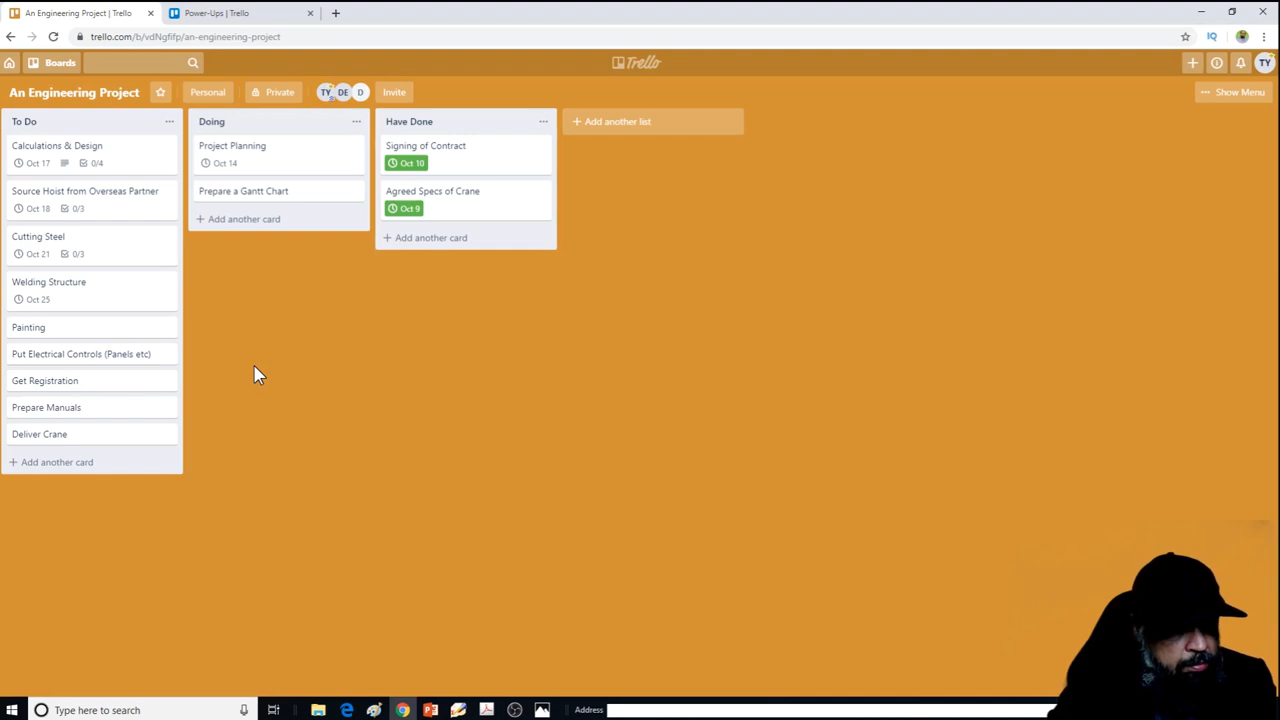 An Engineering Project | Trello
Power-Ups | Trello
trello.com/b/vdNgfifp/an-engineering-project
IQ
Boards
Trello
TY
An Engineering Project
Personal
Private
TY DE D
Invite
Show Menu
To Do
Calculations & Design
Oct 17 0/4
Source Hoist from Overseas Partner
Oct 18 0/3
Cutting Steel
Oct 21 0/3
Welding Structure
Oct 25
Painting
Put Electrical Controls (Panels etc)
Get Registration
Prepare Manuals
Deliver Crane
+ Add another card
Doing
Project Planning
Oct 14
Prepare a Gantt Chart
+ Add another card
Have Done
Signing of Contract
Oct 10
Agreed Specs of Crane
Oct 9
+ Add another card
+ Add another list
Type here to search
Address